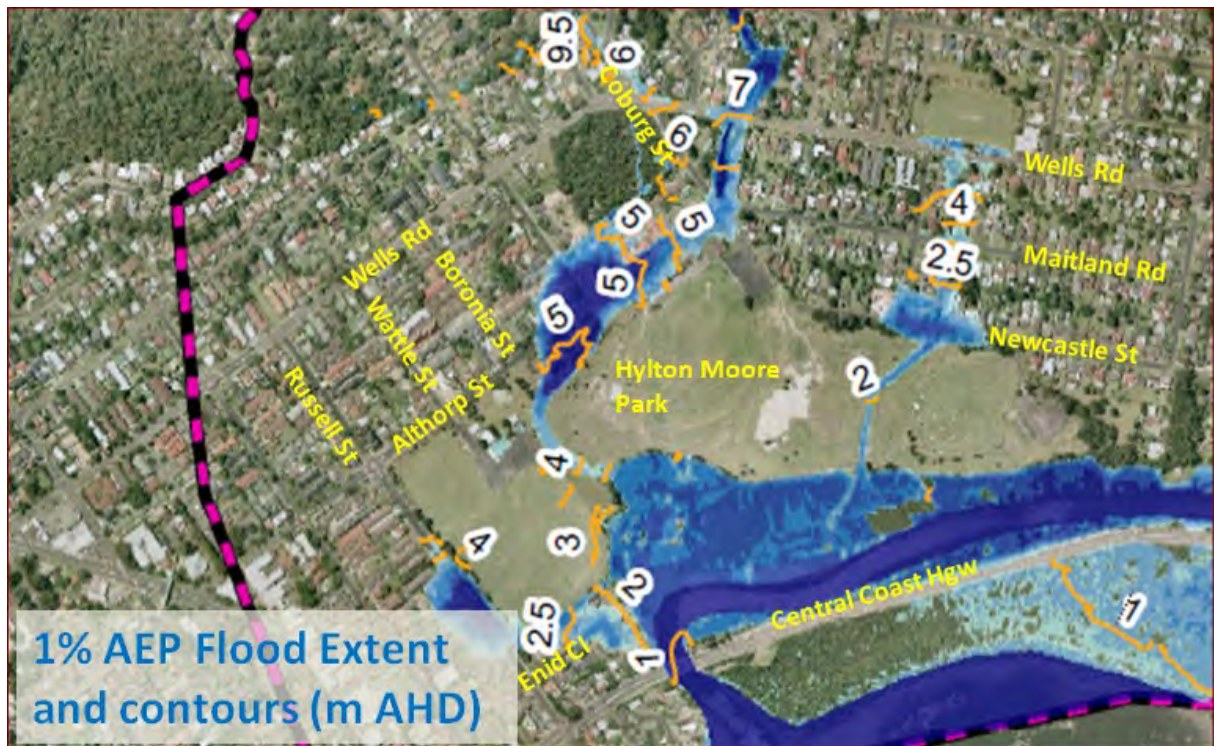 9.5
6
7
Coburg St
6
Wells Rd
4
5
5
Wells Rd
Boronia St
5
2.5
Maitland Rd
5
Wattle St
Newcastle St
Hylton Moore
Park
2
Russell St
Althorp St
4
4
3
2
Central Coast Hgw
1
2.5
Enid Cl
1
1% AEP Flood Extent
and contours (m AHD)